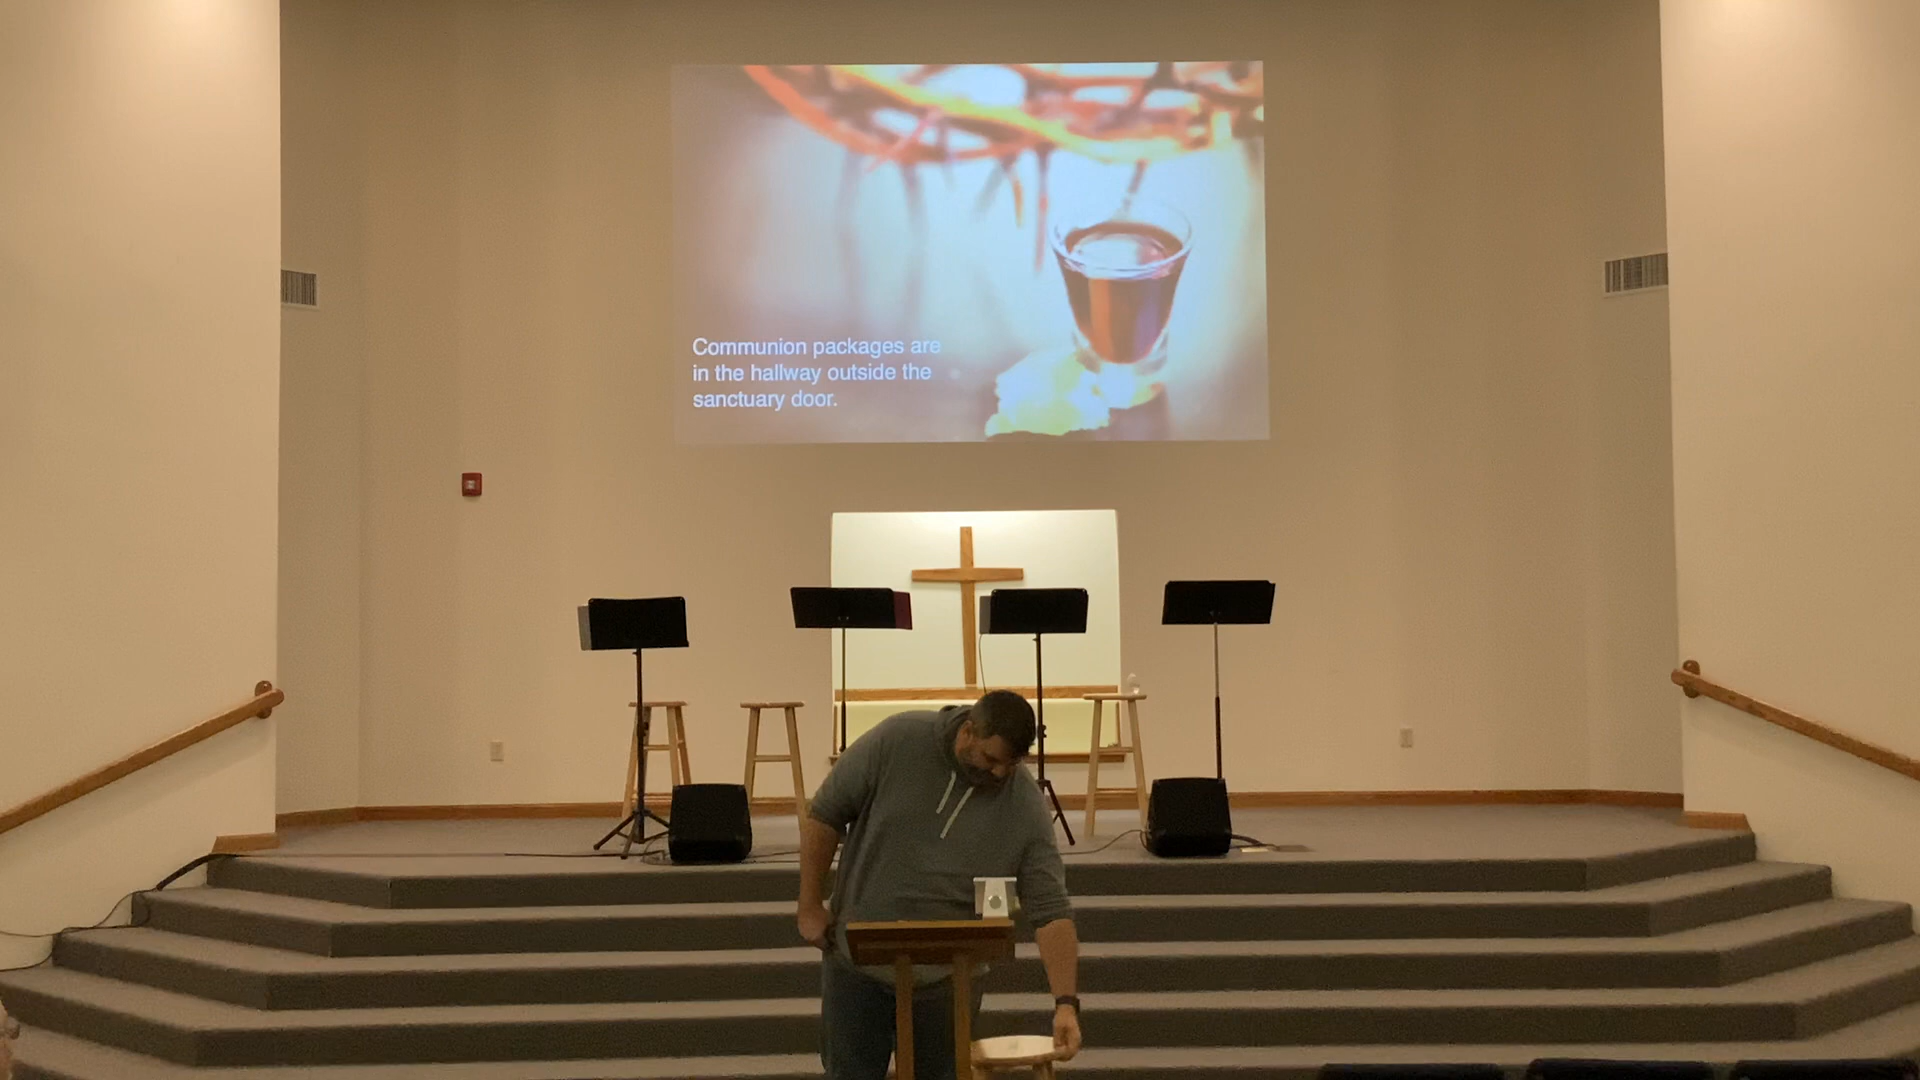 Communion packages are
in the hallway outside the
sanctuary door.